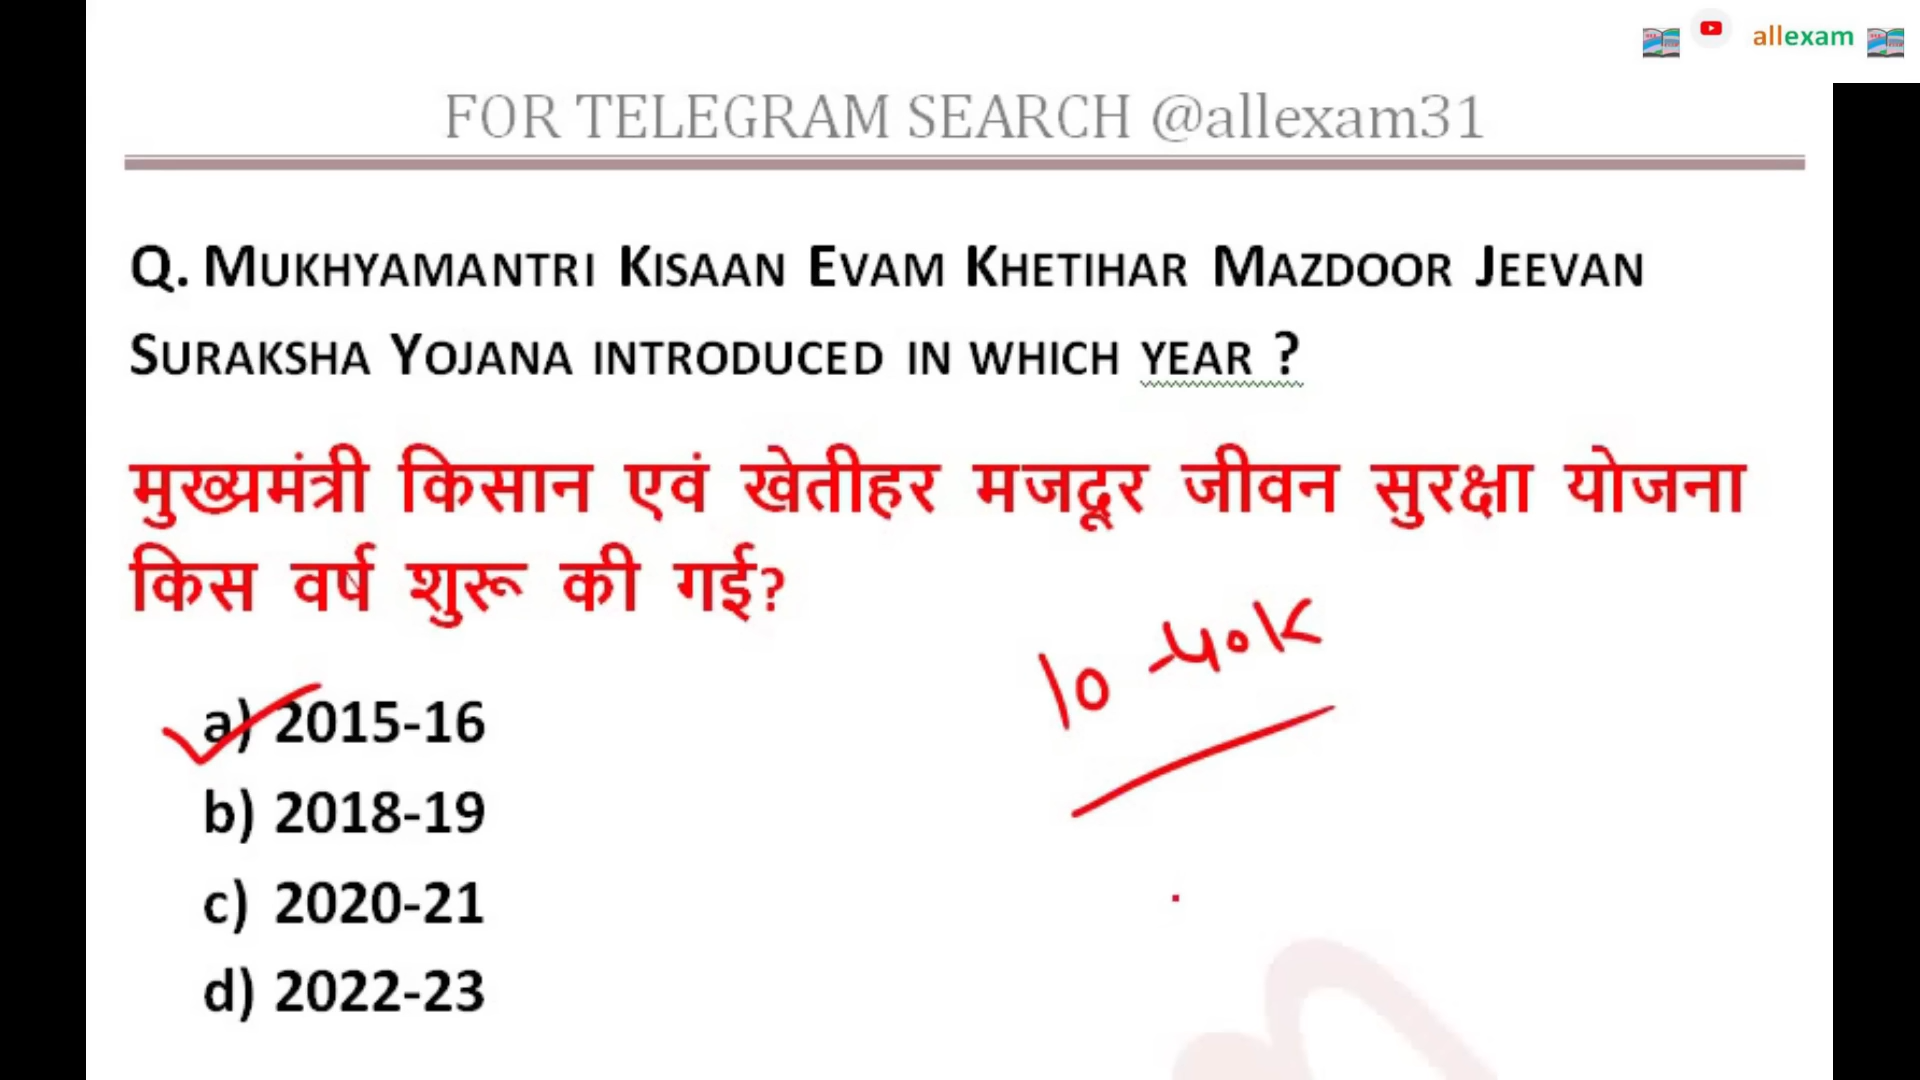 allexam
FOR TELEGRAM SEARCH @allexam31
Q. MUKHYAMANTRI KISAAN EVAM KHETIHAR MAZDOOR JEEVAN
SURAKSHA YOJANA INTRODUCED IN WHICH YEAR ?
मुख्यमंत्री किसान एवं खेतीहर मजदूर जीवन सुरक्षा योजना
किस वर्ष शुरू की गई?
10 -40K
a) 2015-16
b) 2018-19
c) 2020-21
d) 2022-23